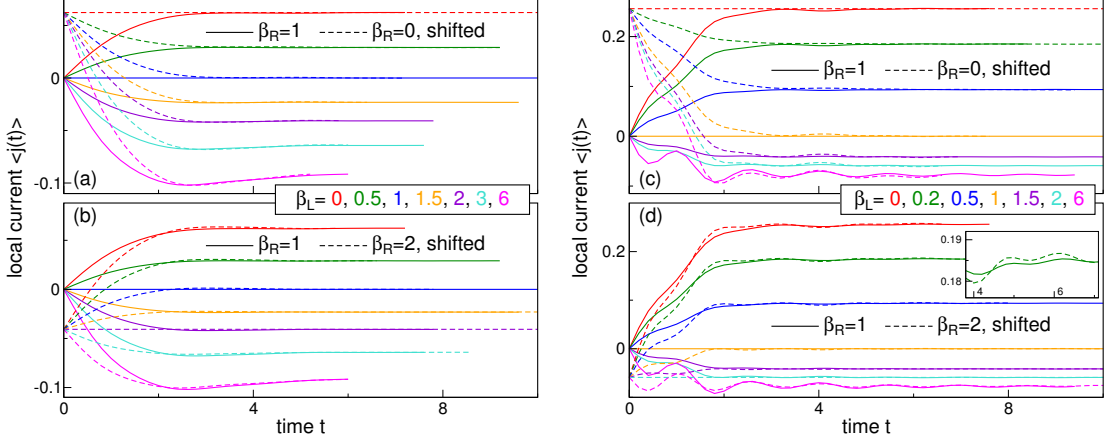 local current <j(t)>
0
-0.1
β_R=1
β_R=0, shifted
(a)
β_L= 0, 0.5, 1, 1.5, 2, 3, 6
(b)
β_R=1
β_R=2, shifted
0
-0.1
0
4
8
time t
local current <j(t)>
0.2
0
β_R=1
β_R=0, shifted
(c)
β_L= 0, 0.2, 0.5, 1, 1.5, 2, 6
(d)
0.19
0.18
4
6
β_R=1
β_R=2, shifted
0.2
0
0
4
8
time t